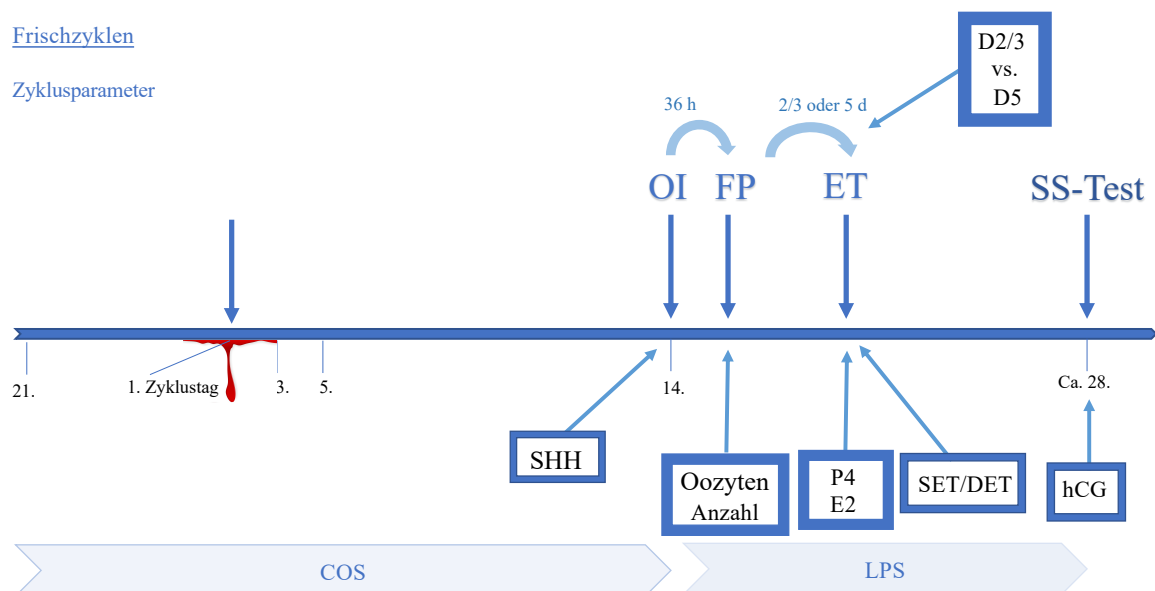 Frischzyklen
Zyklusparameter
D2/3
vs.
D5
36 h
2/3 oder 5 d
OI
FP
ET
SS-Test
21.
1. Zyklustag
3.
5.
14.
Ca. 28.
SHH
Oozyten
Anzahl
P4
E2
SET/DET
hCG
COS
LPS